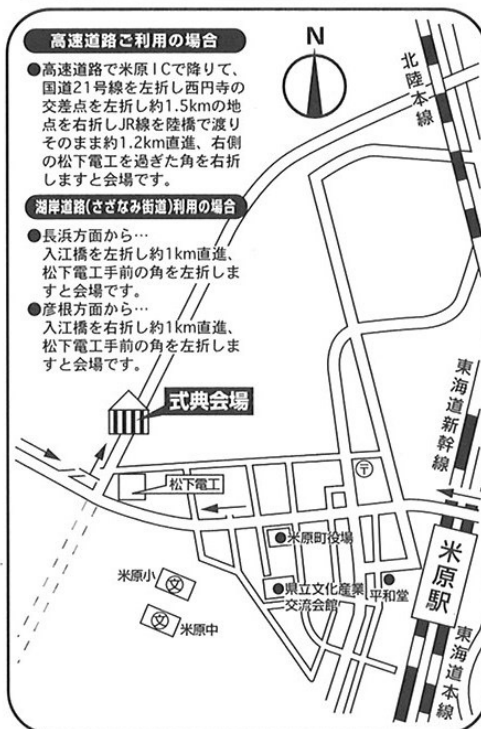 高速道路ご利用の場合
●高速道路で米原ICで降りて、
国道21号線を左折し西円寺の
交差点を左折し約1.5kmの地
点を右折しJR線を陸橋で渡り
そのまま約1.2km直進、右側
の松下電工を過ぎた角を右折
しますと会場です。
湖岸道路(さざなみ街道)利用の場合
●長浜方面から…
入江橋を左折し約1km直進、
松下電工手前の角を左折しま
すと会場です。
●彦根方面から…
入江橋を右折し約1km直進、
松下電工手前の角を左折しま
すと会場です。
N
北陸本線
式典会場
松下電工
〒
東海道新幹線
米原駅
米原町役場
県立文化産業
交流会館
平和堂
米原小
文
文
米原中
東海道本線